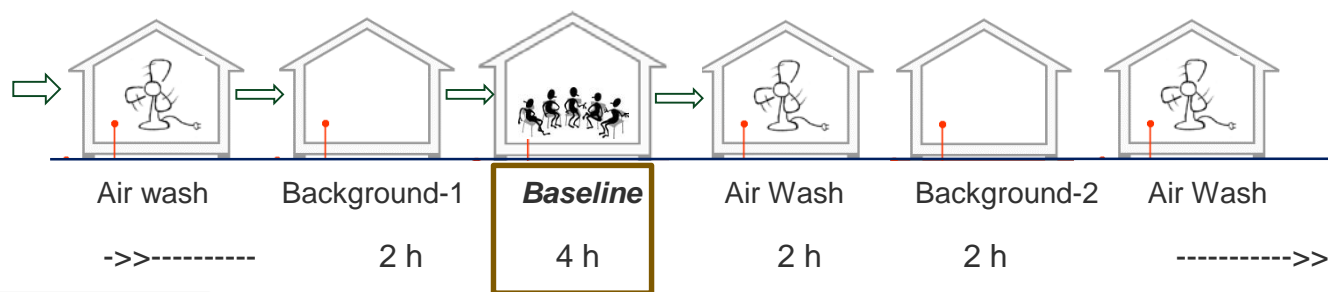 Air wash Background-1 Baseline Air Wash Background-2 Air Wash
->>---------- 2 h 4 h 2 h 2 h ----------->>